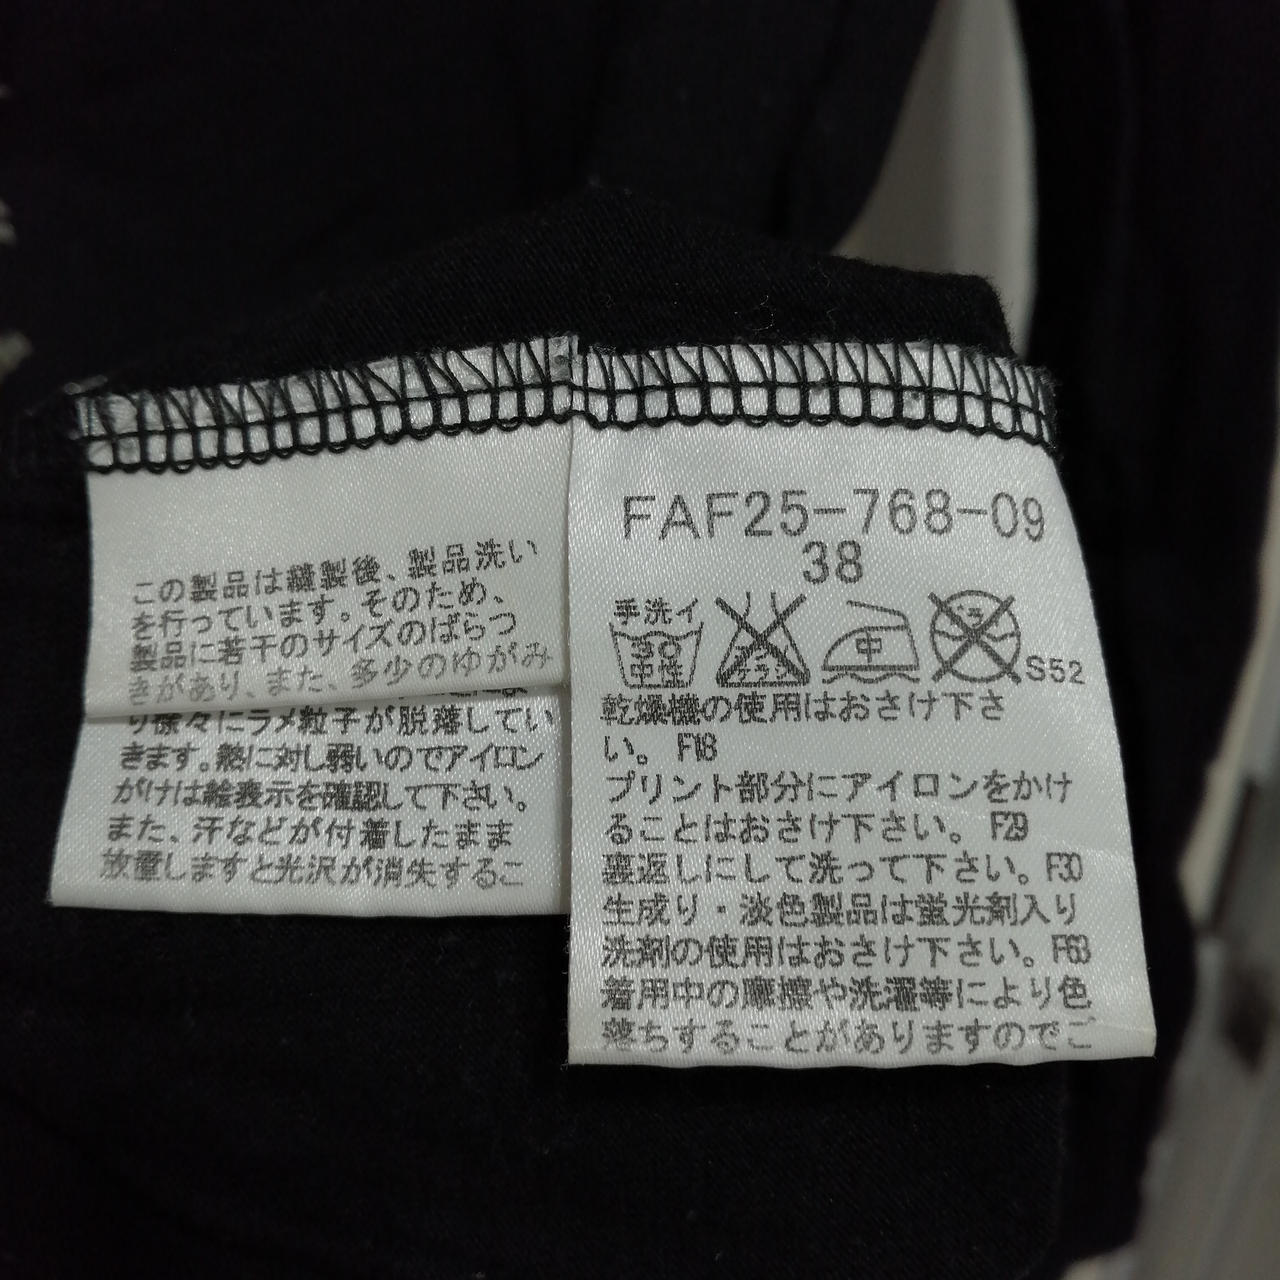 この製品は縫製後、製品洗い
を行っています。そのため、
製品に若干のサイズのばらつ
きがあり、また、多少のゆがみ
り徐々にラメ粒子が脱落してい
きます。熱に対し弱いのでアイロン
がけは絵表示を確認して下さい。
また、汗などが付着したまま
放置しますと光沢が消失するこ
FAF25-768-09
38
手洗イ
30
中性
エンソ
サラシ
中
ドライ
S52
乾燥機の使用はおさけ下さ
い。F18
プリント部分にアイロンをかけ
ることはおさけ下さい。F29
裏返しにして洗って下さい。F30
生成り・淡色製品は蛍光剤入り
洗剤の使用はおさけ下さい。F63
着用中の摩擦や洗濯等により色
落ちすることがありますのでご